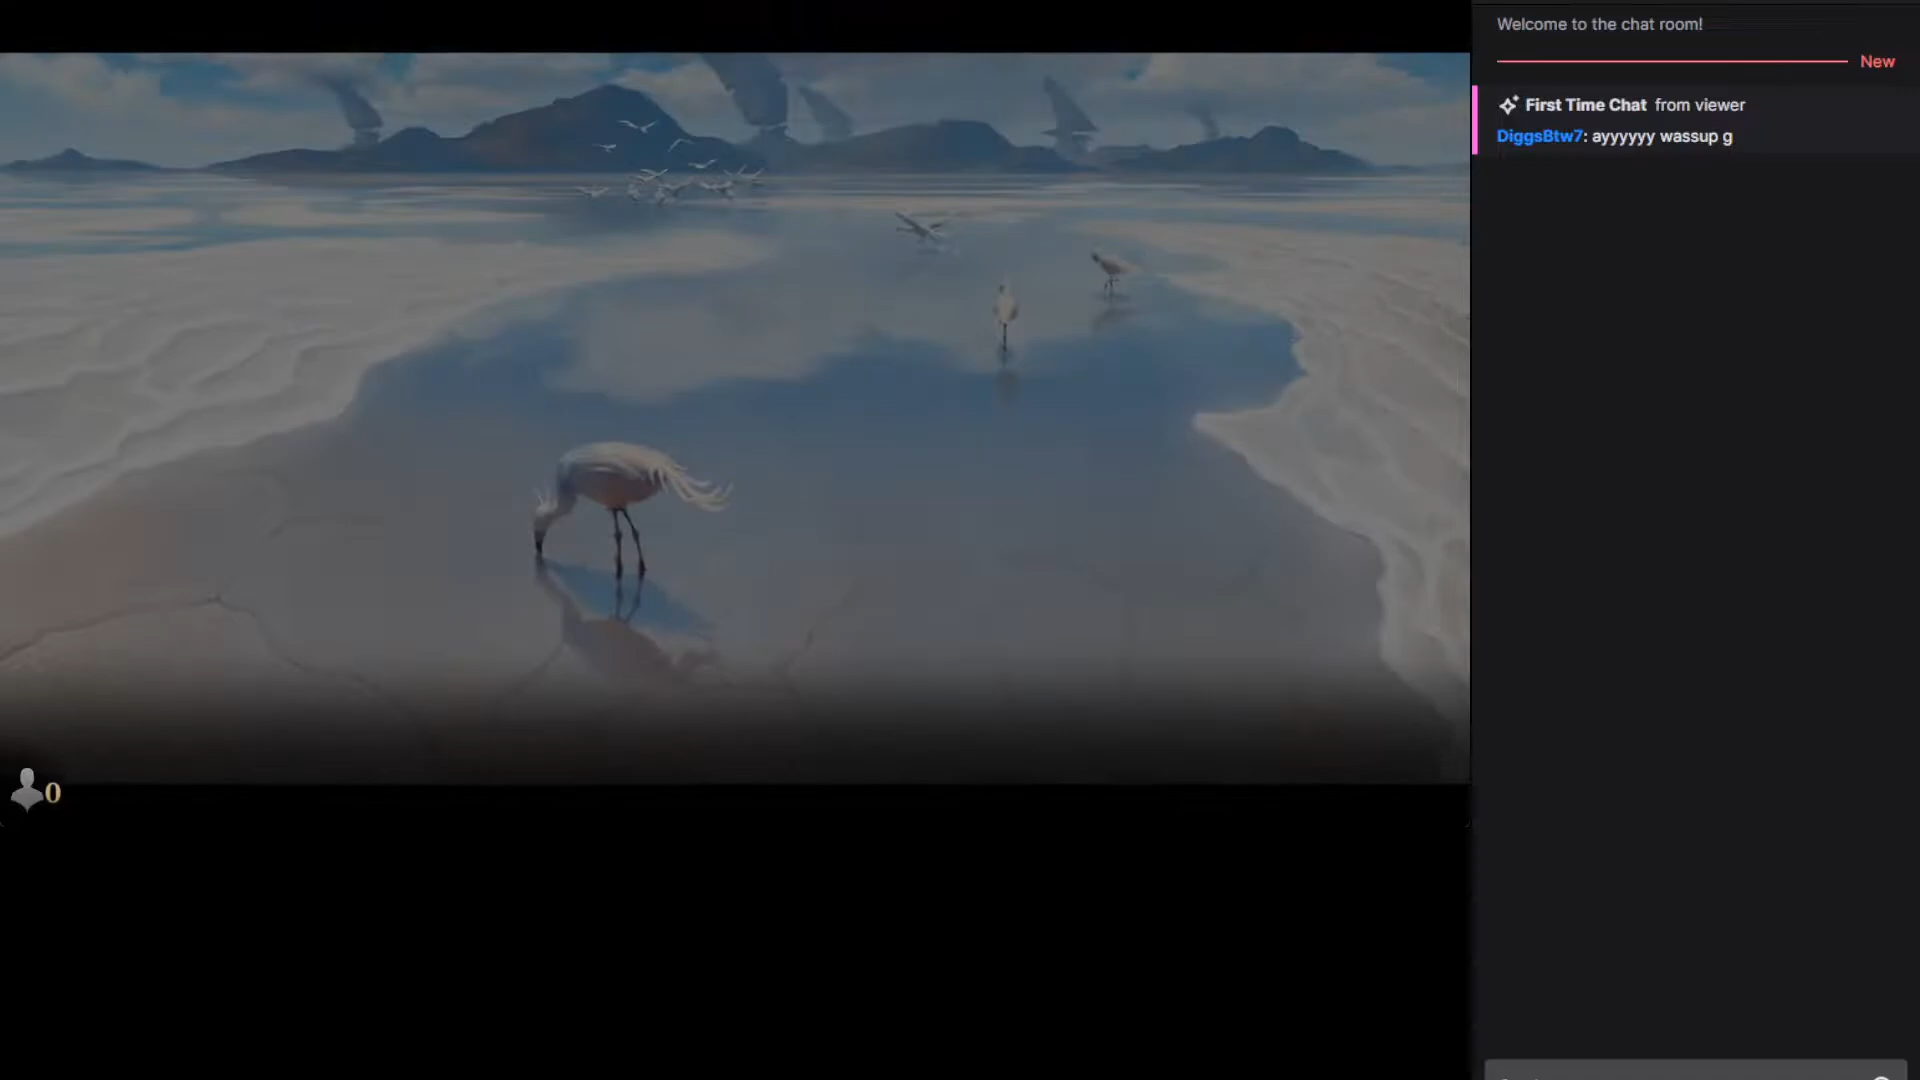 Welcome to the chat room!
New
First Time Chat from viewer
DiggsBtw7: ayyyyyy wassup g
0